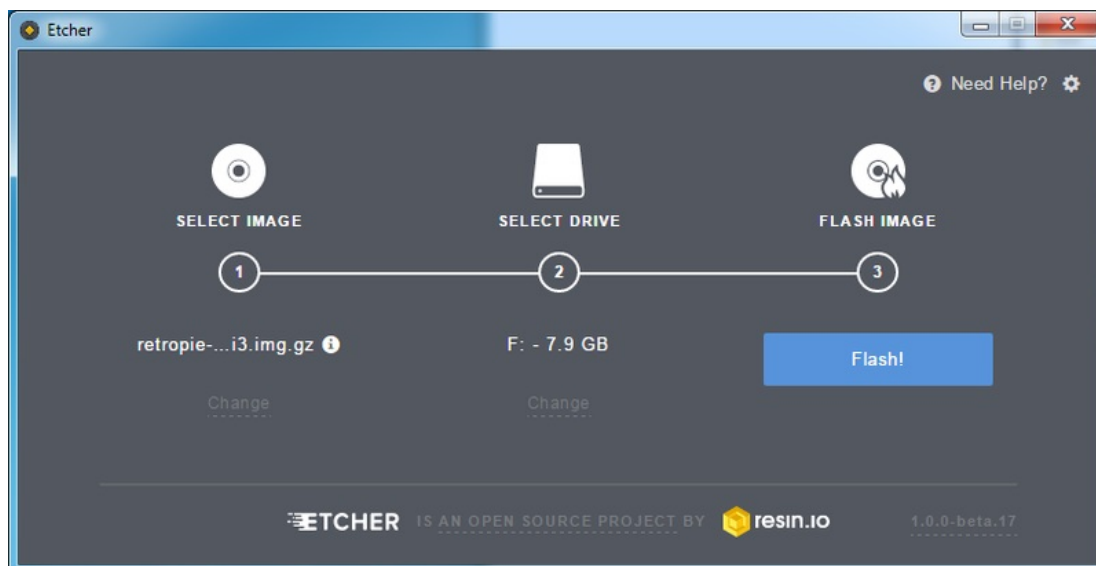 Etcher
Need Help?
SELECT IMAGE SELECT DRIVE FLASH IMAGE
1 2 3
retropie-...i3.img.gz F: - 7.9 GB Flash!
Change Change
ETCHER IS AN OPEN SOURCE PROJECT BY resin.io 1.0.0-beta.17